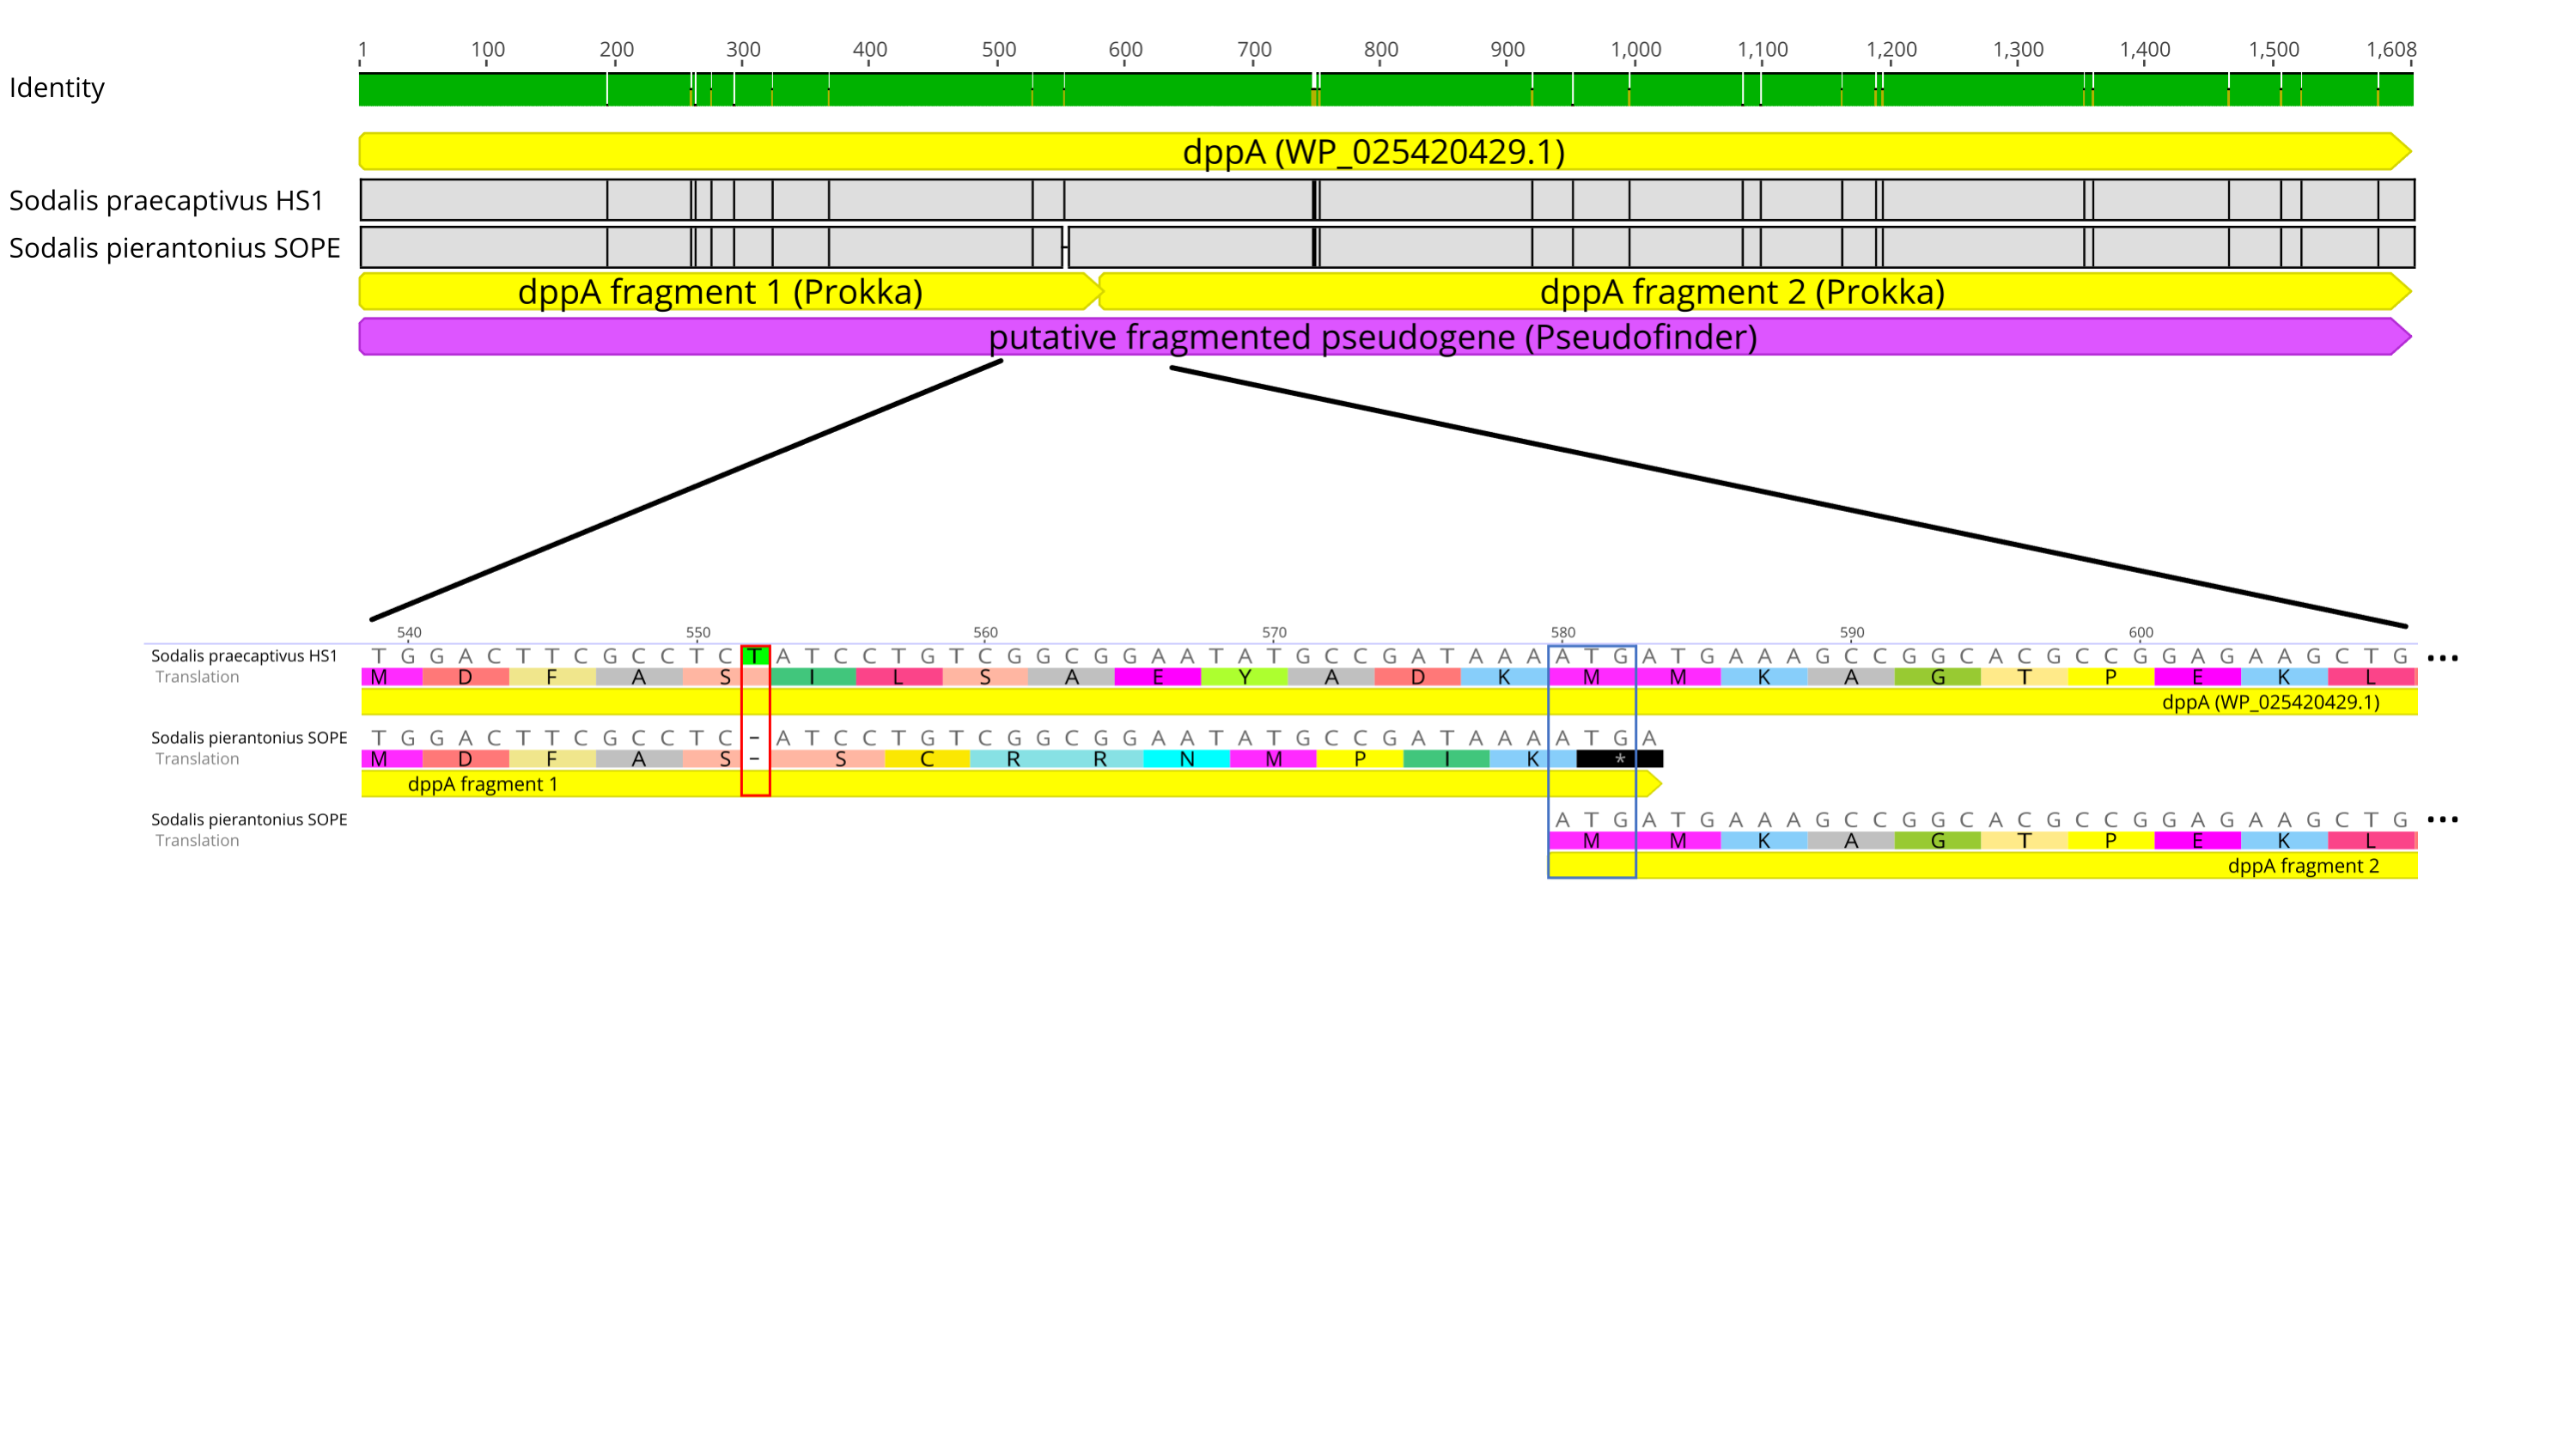 1 100 200 300 400 500 600 700 800 900 1,000 1,100 1,200 1,300 1,400 1,500 1,608
Identity
dppA (WP_025420429.1)
Sodalis praecaptivus HS1
Sodalis pierantonius SOPE
dppA fragment 1 (Prokka) dppA fragment 2 (Prokka)
putative fragmented pseudogene (Pseudofinder)
540 550 560 570 580 590 600
Sodalis praecaptivus HS1 T G G A C T T C G C C T C T A T C C T G T C G G C G G A A T A T G C C G A T A A A A T G A T G A A A G C C G G C A C G C C G G A G A A G C T G ...
Translation M D F A S I L S A E Y A D K M M K A G T P E K L
dppA (WP_025420429.1)
Sodalis pierantonius SOPE T G G A C T T C G C C T C - A T C C T G T C G G C G G A A T A T G C C G A T A A A A T G A
Translation M D F A S - S C R R N M P I K *
dppA fragment 1
Sodalis pierantonius SOPE A T G A T G A A A G C C G G C A C G C C G G A G A A G C T G ...
Translation M M K A G T P E K L
dppA fragment 2